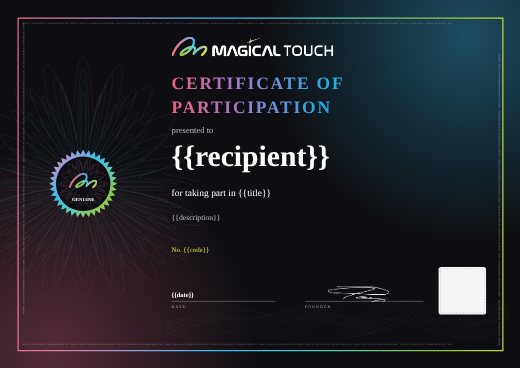 MAGICAL TOUCH
CERTIFICATE OF
PARTICIPATION
presented to
{{recipient}}
for taking part in {{title}}
{{description}}
GENUINE
No. {{code}}
{{date}}
DATE
FOUNDER